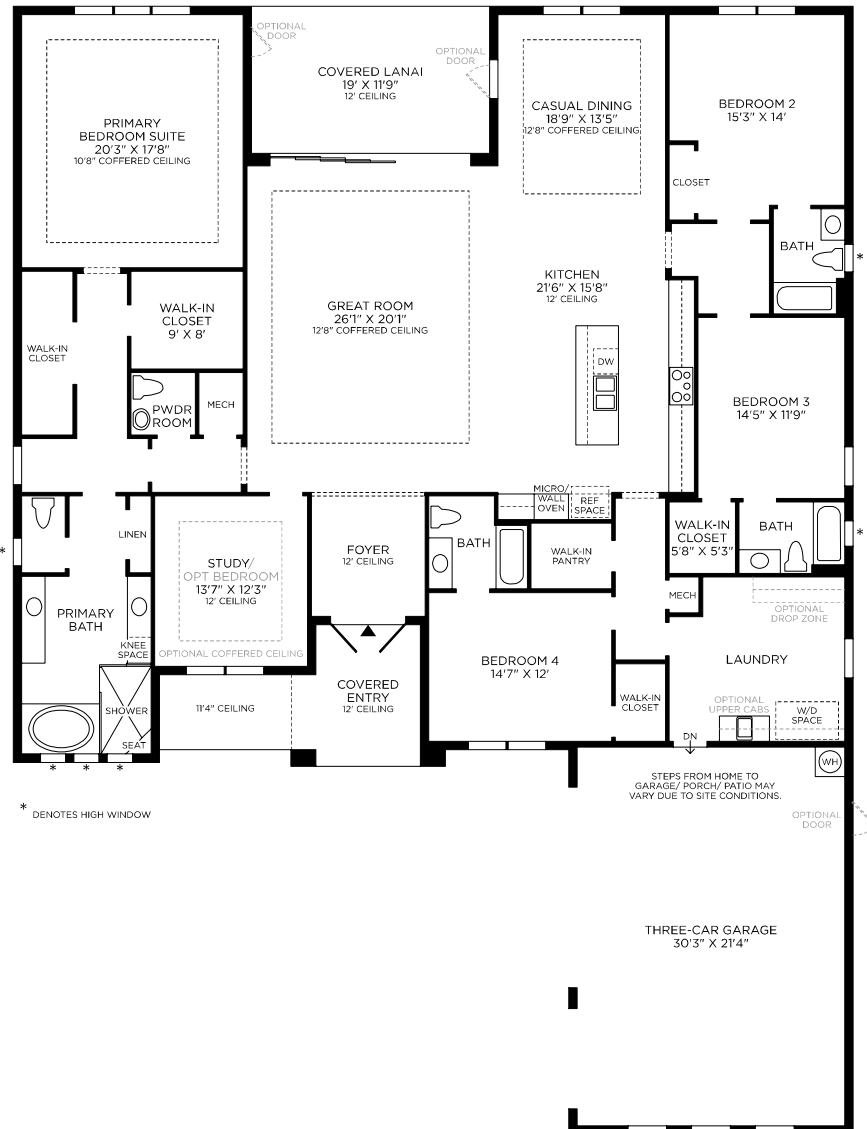 OPTIONAL
DOOR
COVERED LANAI
19' X 11'9"
12' CEILING
OPTIONAL
DOOR
PRIMARY
BEDROOM SUITE
20'3" X 17'8"
10'8" COFFERED CEILING
CASUAL DINING
18'9" X 13'5"
12'8" COFFERED CEILING
BEDROOM 2
15'3" X 14'
CLOSET
BATH
*
WALK-IN
CLOSET
WALK-IN
CLOSET
9' X 8'
GREAT ROOM
26'1" X 20'1"
12'8" COFFERED CEILING
KITCHEN
21'6" X 15'8"
12' CEILING
DW
PWDR
ROOM
MECH
BEDROOM 3
14'5" X 11'9"
MICRO/
WALL
OVEN
REF
SPACE
LINEN
*
STUDY/
OPT BEDROOM
13'7" X 12'3"
12' CEILING
OPTIONAL COFFERED CEILING
FOYER
12' CEILING
BATH
WALK-IN
PANTRY
WALK-IN
CLOSET
5'8" X 5'3"
BATH
*
MECH
OPTIONAL
DROP ZONE
PRIMARY
BATH
KNEE
SPACE
SHOWER
SEAT
* * *
11'4" CEILING
COVERED
ENTRY
12' CEILING
BEDROOM 4
14'7" X 12'
WALK-IN
CLOSET
LAUNDRY
OPTIONAL
UPPER CABS
W/D
SPACE
DN
WH
STEPS FROM HOME TO
GARAGE/ PORCH/ PATIO MAY
VARY DUE TO SITE CONDITIONS.
OPTIONAL
DOOR
* DENOTES HIGH WINDOW
THREE-CAR GARAGE
30'3" X 21'4"